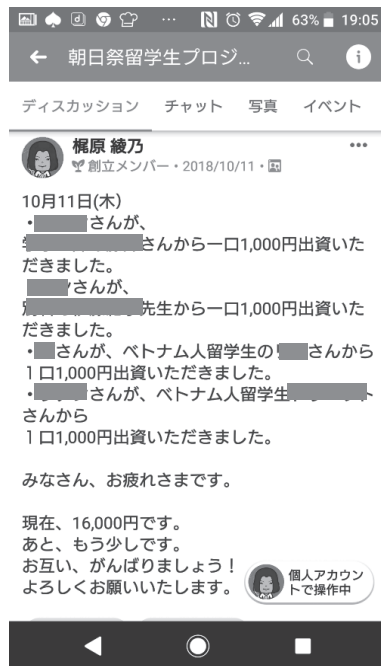 63% 19:05
朝日祭留学生プロジ...
ディスカッション チャット 写真 イベント
梶原 綾乃
創立メンバー・2018/10/11・
10月11日(木)
・ さんが、
さんから一口1,000円出資いた
だきました。
さんが、
先生から一口1,000円出資いた
だきました。
・ さんが、ベトナム人留学生の さんから
１口1,000円出資いただきました。
・ さんが、ベトナム人留学生
さんから
１口1,000円出資いただきました。
みなさん、お疲れさまです。
現在、16,000円です。
あと、もう少しです。
お互い、がんばりましょう！
よろしくお願いいたします。
個人アカウン
トで操作中